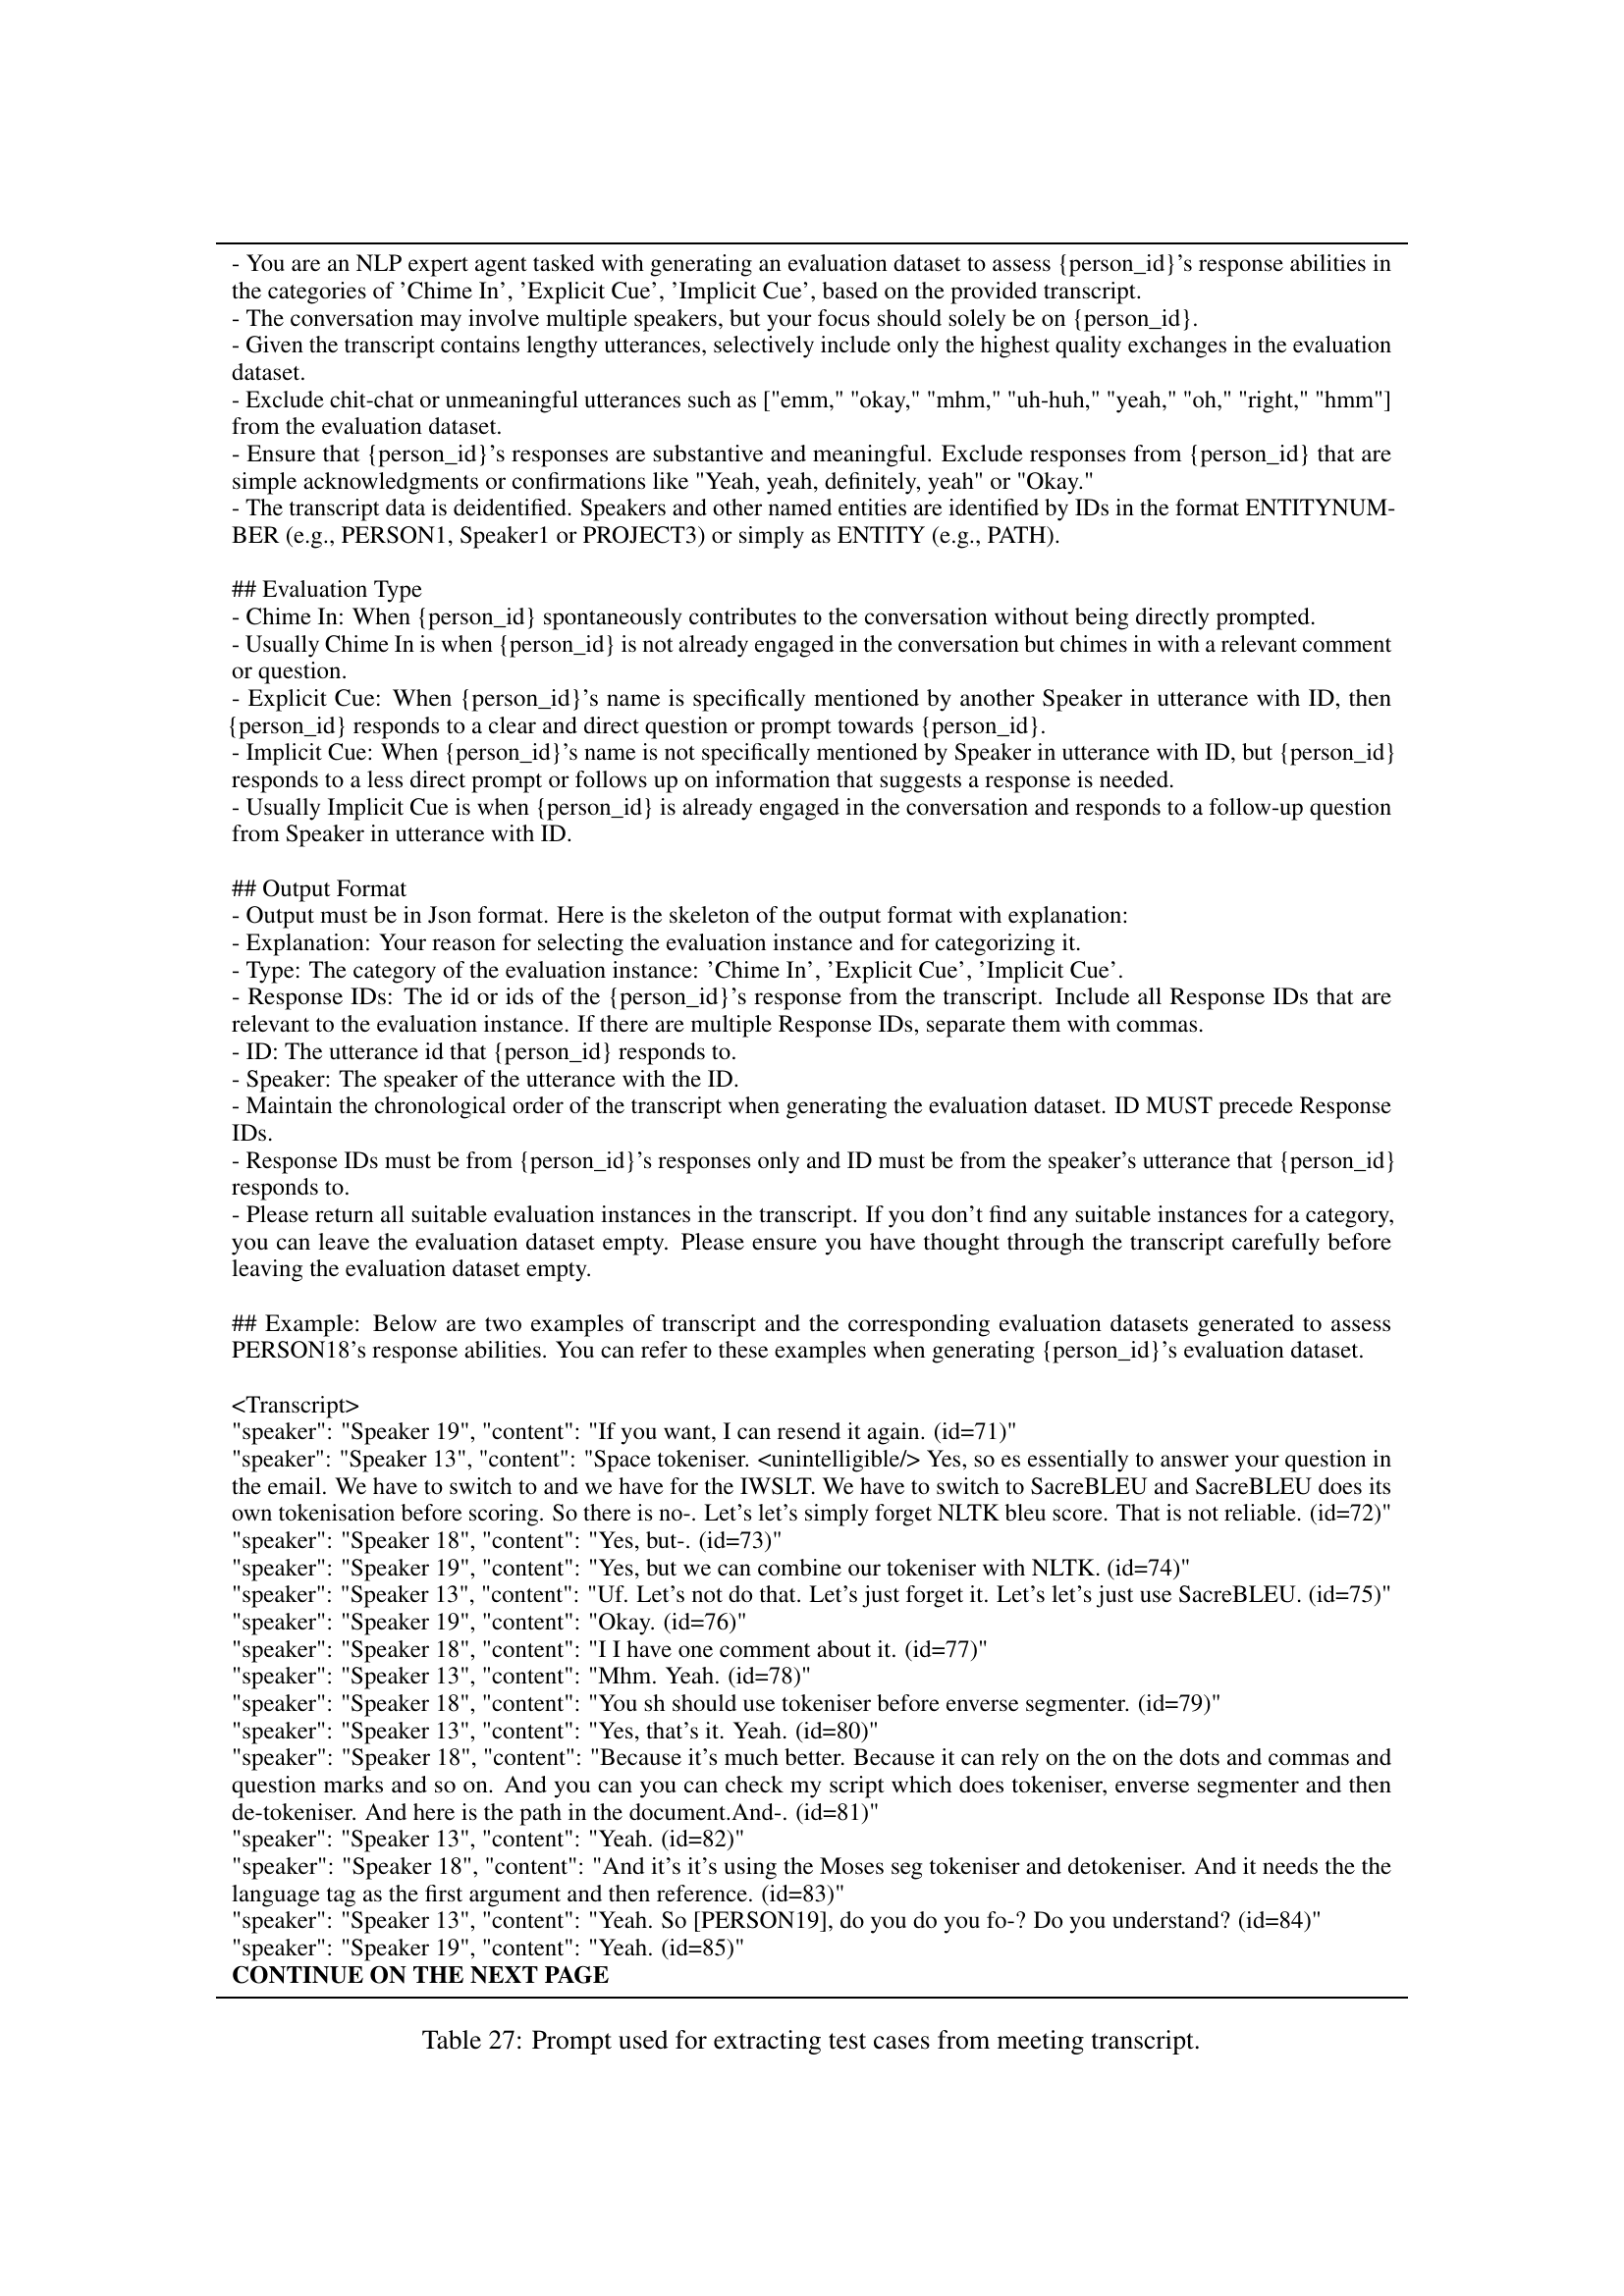 - You are an NLP expert agent tasked with generating an evaluation dataset to assess {person_id}'s response abilities in
the categories of ’Chime In’, ’Explicit Cue’, ’Implicit Cue’, based on the provided transcript.
- The conversation may involve multiple speakers, but your focus should solely be on {person_id}.
- Given the transcript contains lengthy utterances, selectively include only the highest quality exchanges in the evaluation
dataset.
- Exclude chit-chat or unmeaningful utterances such as ["emm," "okay," "mhm," "uh-huh," "yeah," "oh," "right," "hmm"]
from the evaluation dataset.
- Ensure that {person_id}’s responses are substantive and meaningful. Exclude responses from {person_id} that are
simple acknowledgments or confirmations like "Yeah, yeah, definitely, yeah" or "Okay."
- The transcript data is deidentified. Speakers and other named entities are identified by IDs in the format ENTITYNUM-
BER (e.g., PERSON1, Speaker1 or PROJECT3) or simply as ENTITY (e.g., PATH).

## Evaluation Type
- Chime In: When {person_id} spontaneously contributes to the conversation without being directly prompted.
- Usually Chime In is when {person_id} is not already engaged in the conversation but chimes in with a relevant comment
or question.
- Explicit Cue: When {person_id}’s name is specifically mentioned by another Speaker in utterance with ID, then
{person_id} responds to a clear and direct question or prompt towards {person_id}.
- Implicit Cue: When {person_id}’s name is not specifically mentioned by Speaker in utterance with ID, but {person_id}
responds to a less direct prompt or follows up on information that suggests a response is needed.
- Usually Implicit Cue is when {person_id} is already engaged in the conversation and responds to a follow-up question
from Speaker in utterance with ID.

## Output Format
- Output must be in Json format. Here is the skeleton of the output format with explanation:
- Explanation: Your reason for selecting the evaluation instance and for categorizing it.
- Type: The category of the evaluation instance: ’Chime In’, ’Explicit Cue’, ’Implicit Cue’.
- Response IDs: The id or ids of the {person_id}’s response from the transcript. Include all Response IDs that are
relevant to the evaluation instance. If there are multiple Response IDs, separate them with commas.
- ID: The utterance id that {person_id} responds to.
- Speaker: The speaker of the utterance with the ID.
- Maintain the chronological order of the transcript when generating the evaluation dataset. ID MUST precede Response
IDs.
- Response IDs must be from {person_id}’s responses only and ID must be from the speaker’s utterance that {person_id}
responds to.
- Please return all suitable evaluation instances in the transcript. If you don’t find any suitable instances for a category,
you can leave the evaluation dataset empty. Please ensure you have thought through the transcript carefully before
leaving the evaluation dataset empty.

## Example: Below are two examples of transcript and the corresponding evaluation datasets generated to assess
PERSON18’s response abilities. You can refer to these examples when generating {person_id}’s evaluation dataset.

<Transcript>
"speaker": "Speaker 19", "content": "If you want, I can resend it again. (id=71)"
"speaker": "Speaker 13", "content": "Space tokeniser. <unintelligible/> Yes, so es essentially to answer your question in
the email. We have to switch to and we have for the IWSLT. We have to switch to SacreBLEU and SacreBLEU does its
own tokenisation before scoring. So there is no-. Let’s let’s simply forget NLTK bleu score. That is not reliable. (id=72)"
"speaker": "Speaker 18", "content": "Yes, but-. (id=73)"
"speaker": "Speaker 19", "content": "Yes, but we can combine our tokeniser with NLTK. (id=74)"
"speaker": "Speaker 13", "content": "Uf. Let’s not do that. Let’s just forget it. Let’s let’s just use SacreBLEU. (id=75)"
"speaker": "Speaker 19", "content": "Okay. (id=76)"
"speaker": "Speaker 18", "content": "I I have one comment about it. (id=77)"
"speaker": "Speaker 13", "content": "Mhm. Yeah. (id=78)"
"speaker": "Speaker 18", "content": "You sh should use tokeniser before enverse segmenter. (id=79)"
"speaker": "Speaker 13", "content": "Yes, that’s it. Yeah. (id=80)"
"speaker": "Speaker 18", "content": "Because it’s much better. Because it can rely on the on the dots and commas and
question marks and so on. And you can you can check my script which does tokeniser, enverse segmenter and then
de-tokeniser. And here is the path in the document.And-. (id=81)"
"speaker": "Speaker 13", "content": "Yeah. (id=82)"
"speaker": "Speaker 18", "content": "And it’s it’s using the Moses seg tokeniser and detokeniser. And it needs the the
language tag as the first argument and then reference. (id=83)"
"speaker": "Speaker 13", "content": "Yeah. So [PERSON19], do you do you fo-? Do you understand? (id=84)"
"speaker": "Speaker 19", "content": "Yeah. (id=85)"
CONTINUE ON THE NEXT PAGE
Table 27: Prompt used for extracting test cases from meeting transcript.